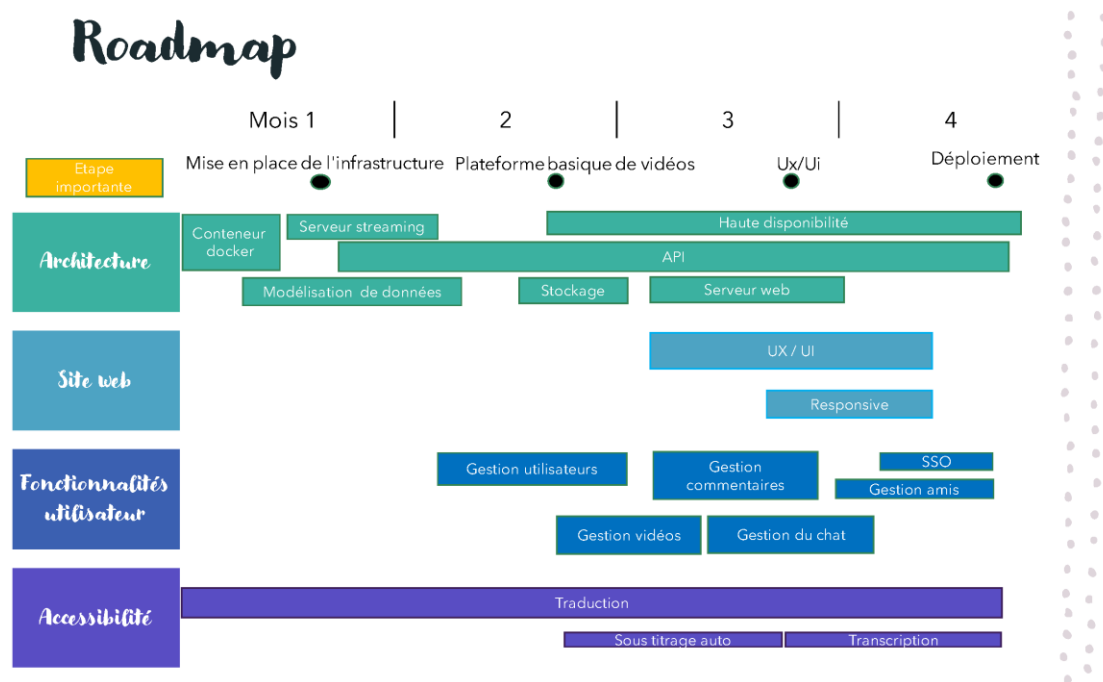 Roadmap
Mois 1
2
3
4
Etape
importante
Mise en place de l'infrastructure
Plateforme basique de vidéos
Ux/Ui
Déploiement
Architecture
Conteneur
docker
Serveur streaming
Haute disponibilité
API
Modélisation de données
Stockage
Serveur web
Site web
UX / UI
Responsive
Fonctionnalités
utilisateur
Gestion utilisateurs
Gestion
commentaires
SSO
Gestion amis
Gestion vidéos
Gestion du chat
Accessibilité
Traduction
Sous titrage auto
Transcription